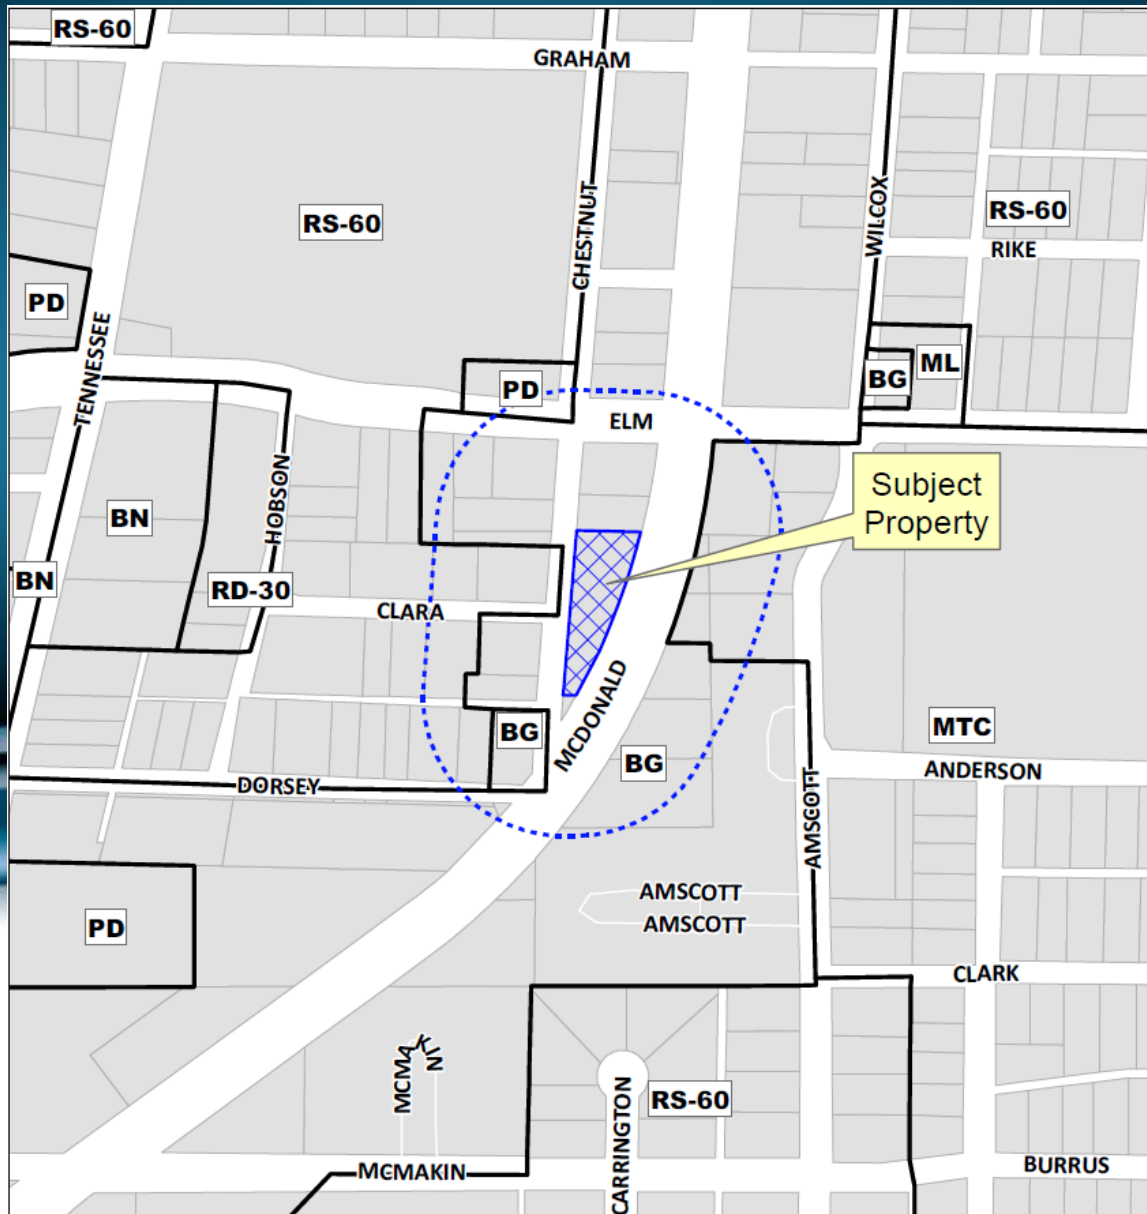 RS-60
GRAHAM
CHESTNUT
WILCOX
RS-60
RS-60
RIKE
PD
TENNESSEE
PD
BG
ML
ELM
HOBSON
Subject
Property
BN
BN
RD-30
CLARA
MCDONALD
BG
BG
MTC
ANDERSON
DORSEY
AMSCOTT
AMSCOTT
AMSCOTT
PD
CLARK
MCMAKIN
RS-60
CARRINGTON
MCMAKIN
BURRUS